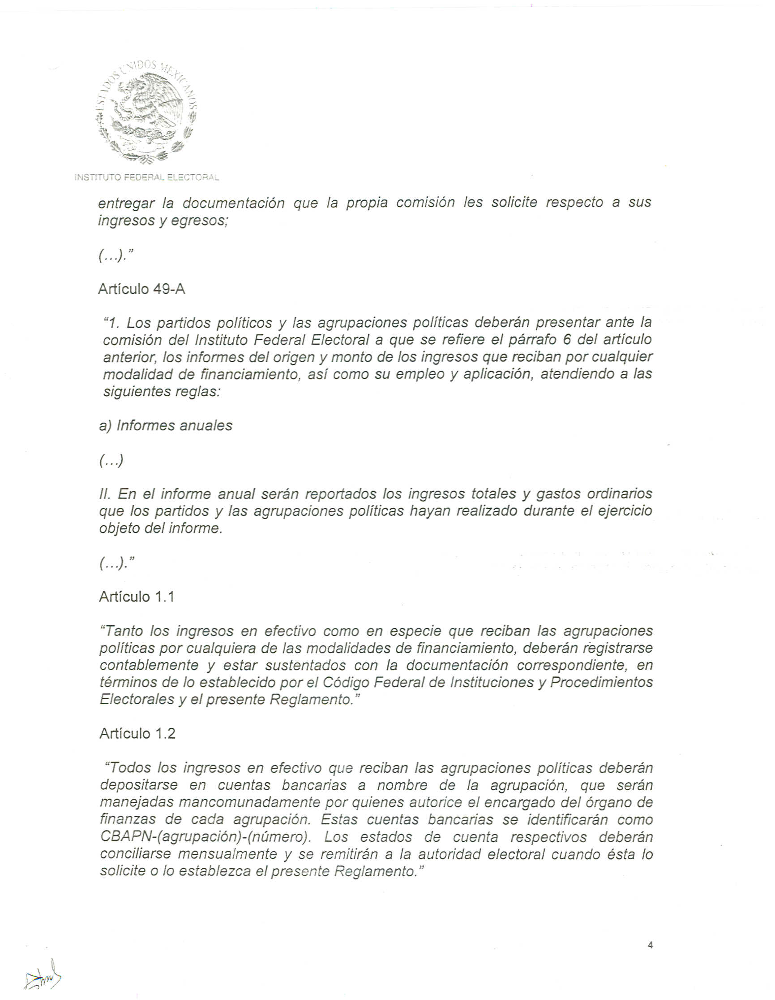 ESTADOS UNIDOS MEXICANOS
INSTITUTO FEDERAL ELECTORAL
entregar la documentación que la propia comisión les solicite respecto a sus
ingresos y egresos;
(...)."
Artículo 49-A
“1. Los partidos políticos y las agrupaciones políticas deberán presentar ante la
comisión del Instituto Federal Electoral a que se refiere el párrafo 6 del artículo
anterior, los informes del origen y monto de los ingresos que reciban por cualquier
modalidad de financiamiento, así como su empleo y aplicación, atendiendo a las
siguientes reglas:
a) Informes anuales
(...)
II. En el informe anual serán reportados los ingresos totales y gastos ordinarios
que los partidos y las agrupaciones políticas hayan realizado durante el ejercicio
objeto del informe.
(...).”
Artículo 1.1
“Tanto los ingresos en efectivo como en especie que reciban las agrupaciones
políticas por cualquiera de las modalidades de financiamiento, deberán registrarse
contablemente y estar sustentados con la documentación correspondiente, en
términos de lo establecido por el Código Federal de Instituciones y Procedimientos
Electorales y el presente Reglamento.”
Artículo 1.2
“Todos los ingresos en efectivo que reciban las agrupaciones políticas deberán
depositarse en cuentas bancarias a nombre de la agrupación, que serán
manejadas mancomunadamente por quienes autorice el encargado del órgano de
finanzas de cada agrupación. Estas cuentas bancarias se identificarán como
CBAPN-(agrupación)-(número). Los estados de cuenta respectivos deberán
conciliarse mensualmente y se remitirán a la autoridad electoral cuando ésta lo
solicite o lo establezca el presente Reglamento.”
4